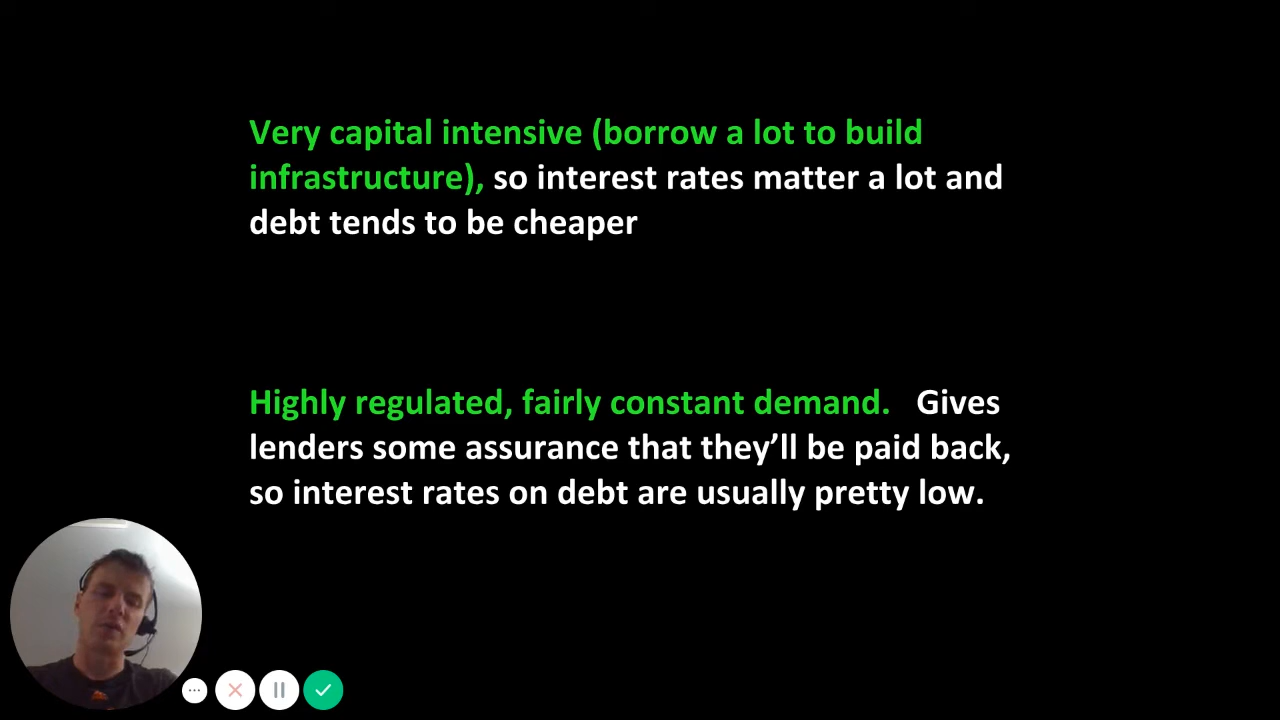 Very capital intensive (borrow a lot to build
infrastructure), so interest rates matter a lot and
debt tends to be cheaper
Highly regulated, fairly constant demand. Gives
lenders some assurance that they’ll be paid back,
so interest rates on debt are usually pretty low.